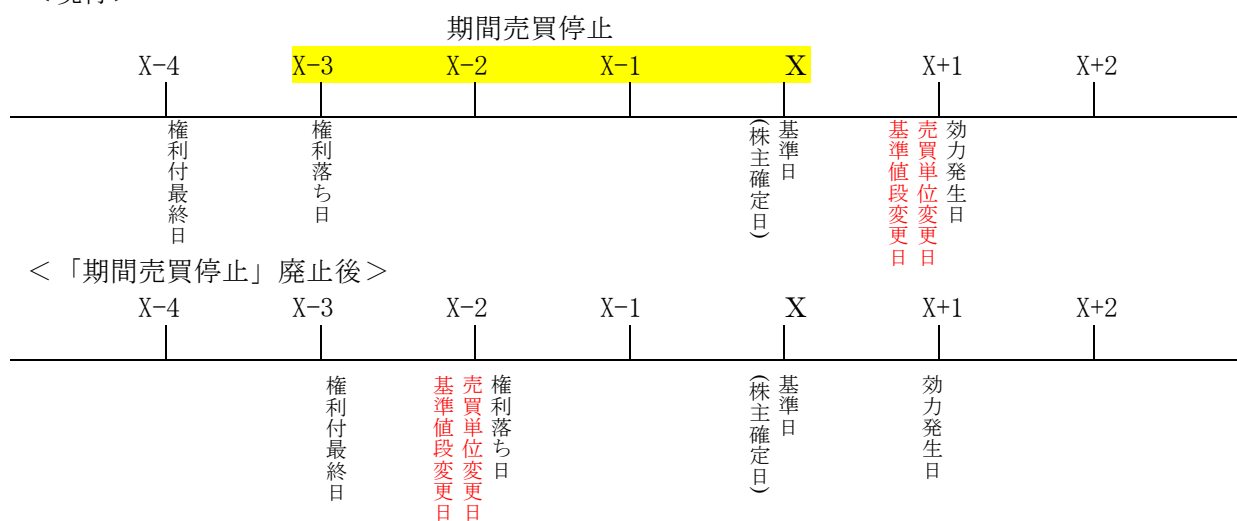 期間売買停止
X-4 X-3 X-2 X-1 X X+1 X+2
権利付最終日
権利落ち日
基準日
(株主確定日)
効力発生日
売買単位変更日
基準値段変更日
<「期間売買停止」廃止後>
X-4 X-3 X-2 X-1 X X+1 X+2
権利付最終日
権利落ち日
売買単位変更日
基準値段変更日
基準日
(株主確定日)
効力発生日